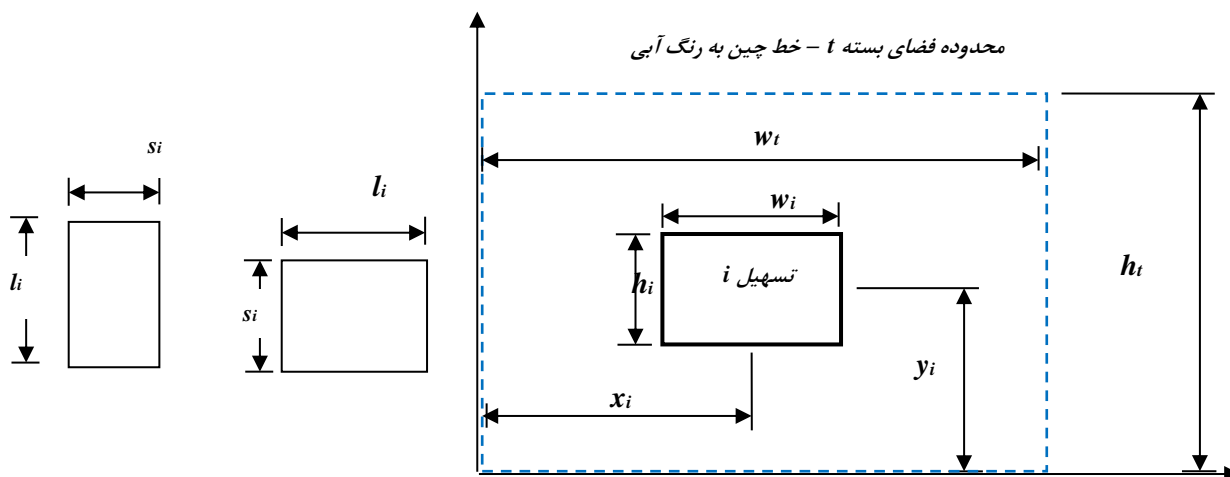 محدوده فضای بسته t – خط چین به رنگ آبی
wt
si
li
wi
li
hi
تسهیل i
ht
si
yi
xi